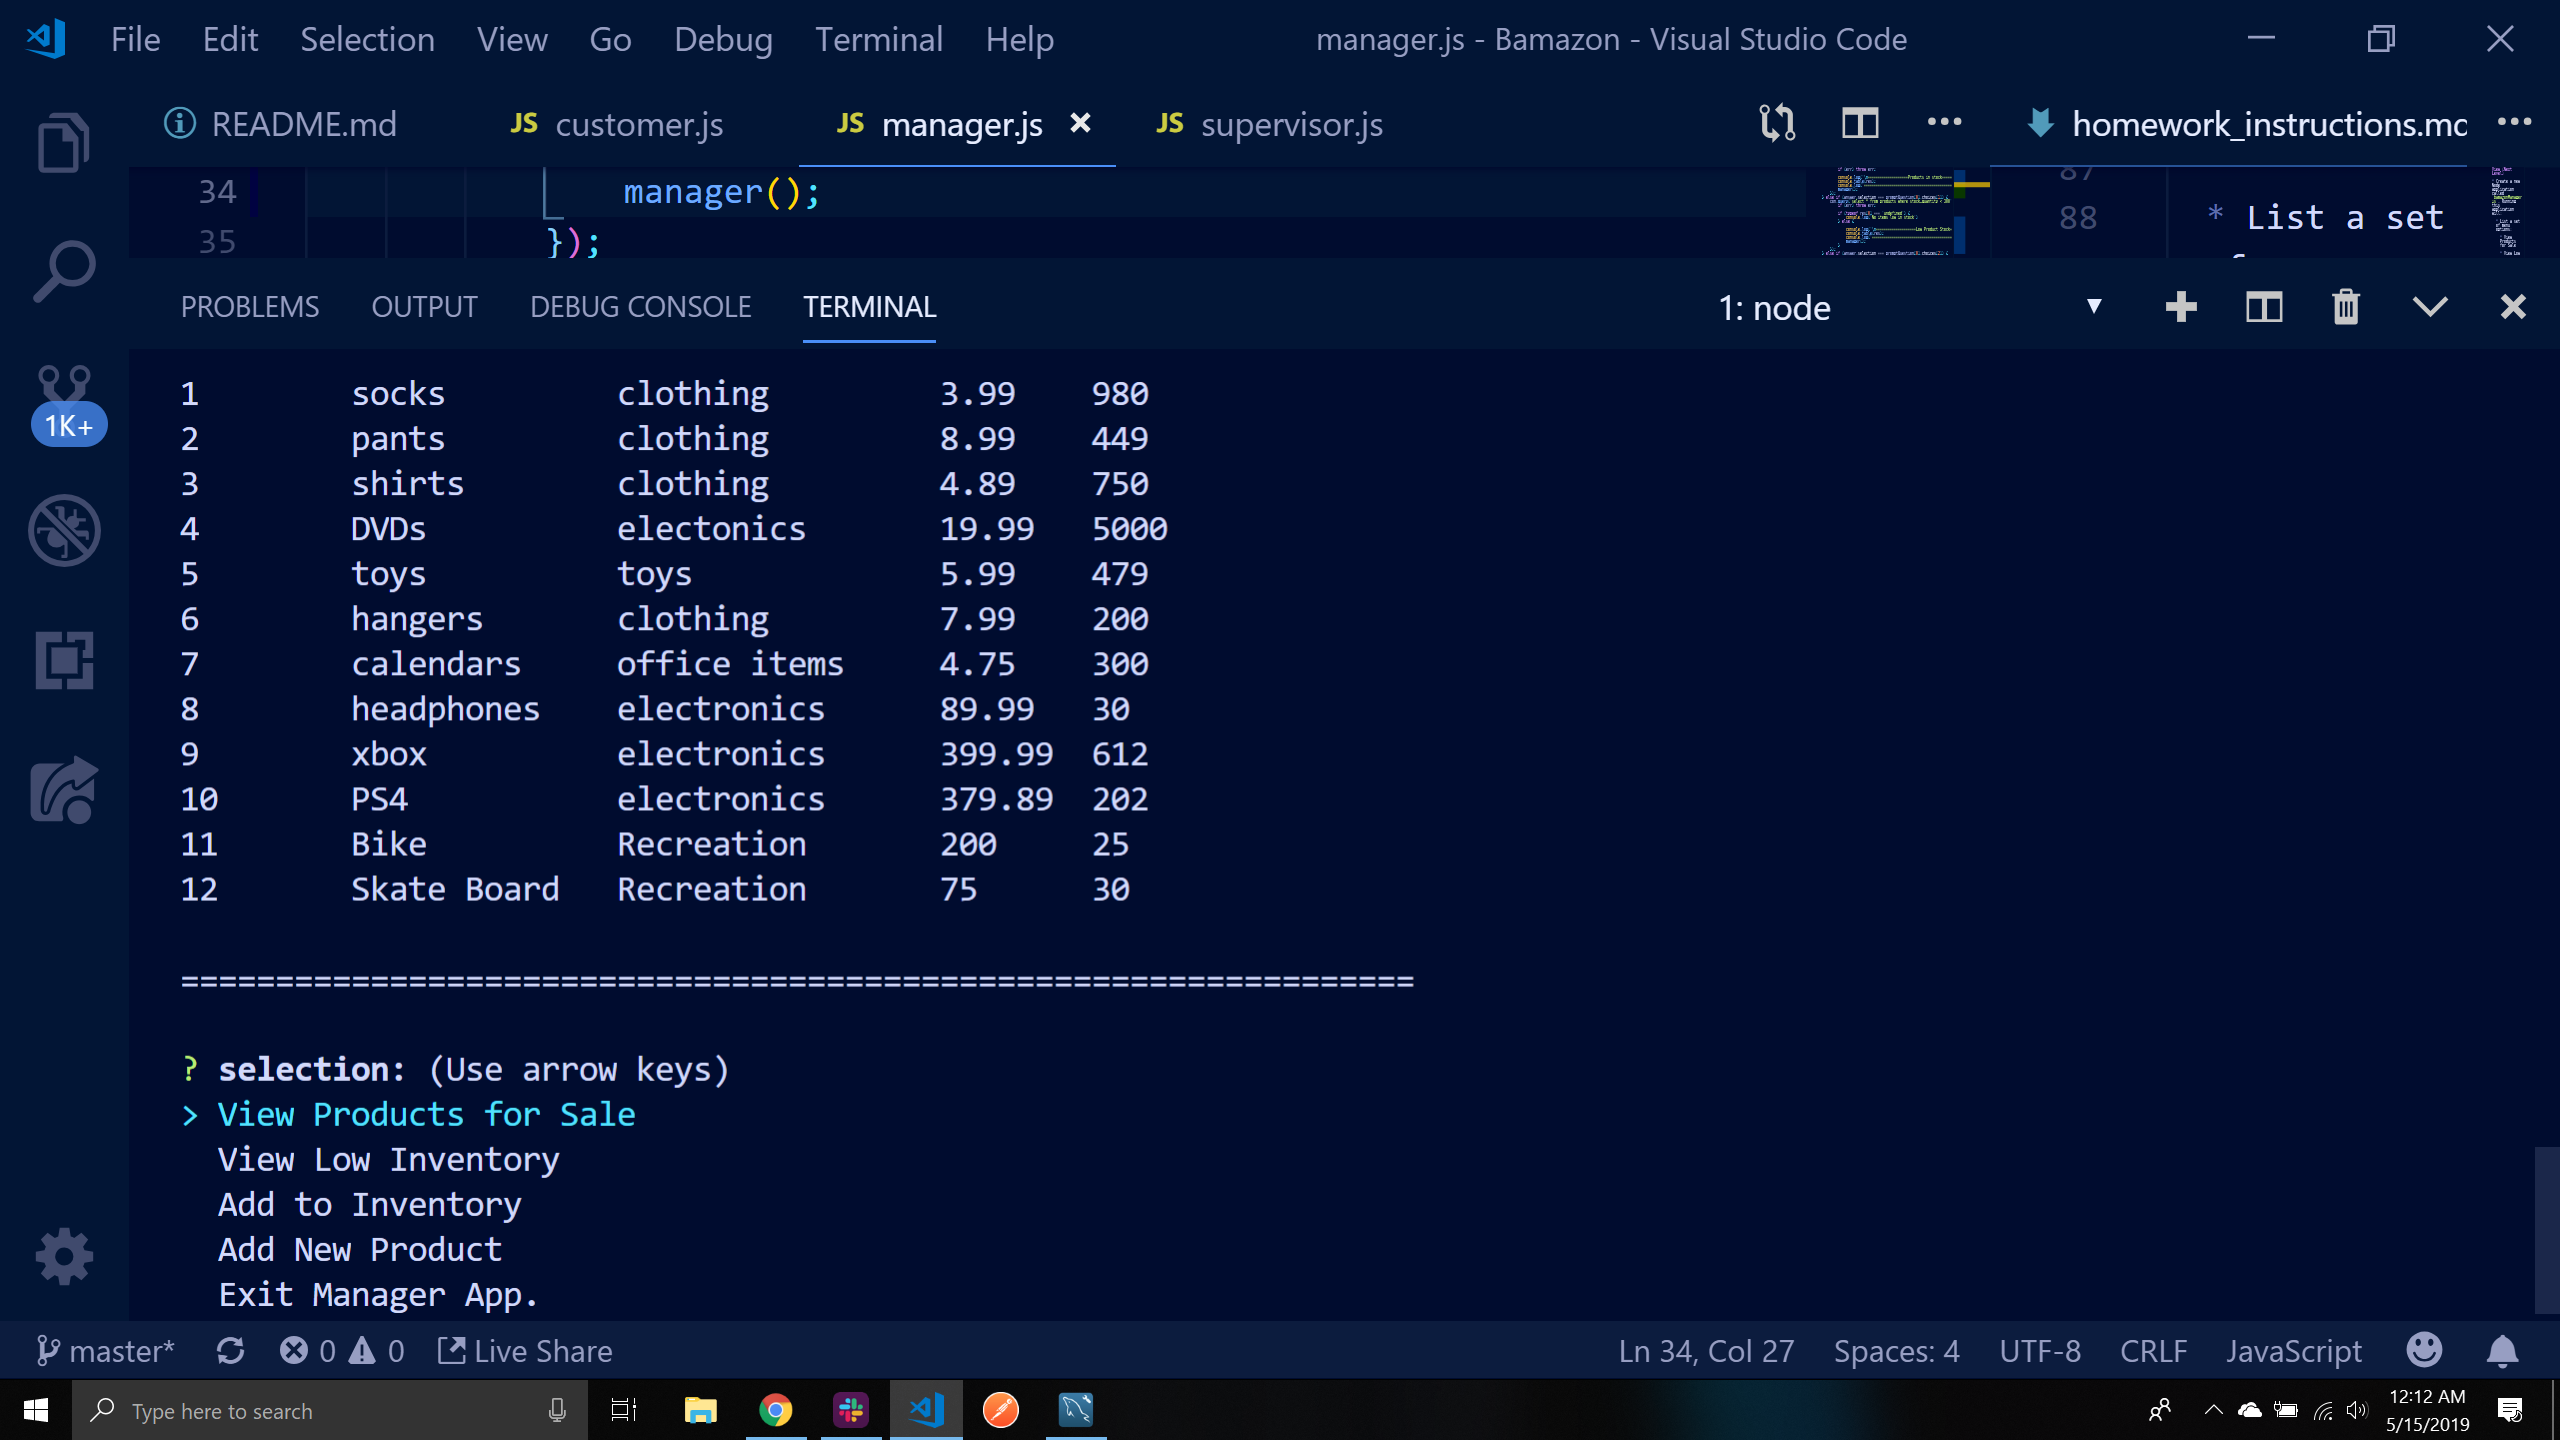 File Edit Selection View Go Debug Terminal Help manager.js - Bamazon - Visual Studio Code
README.md JS customer.js JS manager.js JS supervisor.js homework_instructions.md
34 manager();
35 });
87
88 * List a set
PROBLEMS OUTPUT DEBUG CONSOLE TERMINAL 1: node
1 socks clothing 3.99 980
2 pants clothing 8.99 449
3 shirts clothing 4.89 750
4 DVDs electonics 19.99 5000
5 toys toys 5.99 479
6 hangers clothing 7.99 200
7 calendars office items 4.75 300
8 headphones electronics 89.99 30
9 xbox electronics 399.99 612
10 PS4 electronics 379.89 202
11 Bike Recreation 200 25
12 Skate Board Recreation 75 30
=================================================================
? selection: (Use arrow keys)
> View Products for Sale
View Low Inventory
Add to Inventory
Add New Product
Exit Manager App.
1K+
master* 0 0 Live Share Ln 34, Col 27 Spaces: 4 UTF-8 CRLF JavaScript
Type here to search
12:12 AM
5/15/2019